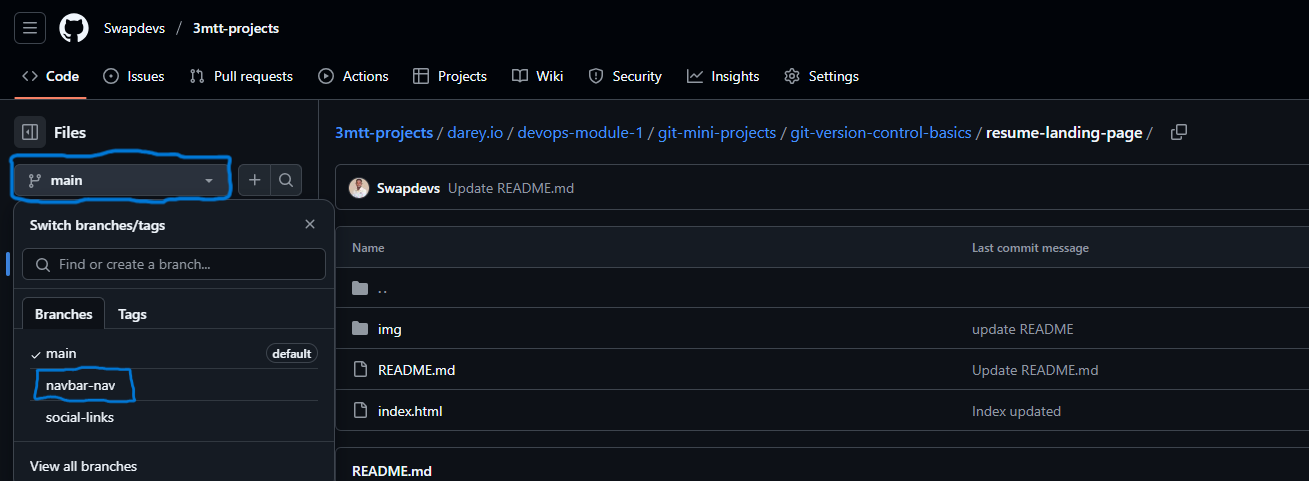 Swapdevs / 3mtt-projects
Code Issues Pull requests Actions Projects Wiki Security Insights Settings
Files
main
Switch branches/tags
Find or create a branch...
Branches Tags
main default
navbar-nav
social-links
View all branches
3mtt-projects / darey.io / devops-module-1 / git-mini-projects / git-version-control-basics / resume-landing-page /
Swapdevs Update README.md
Name Last commit message
..
img update README
README.md Update README.md
index.html Index updated
README.md